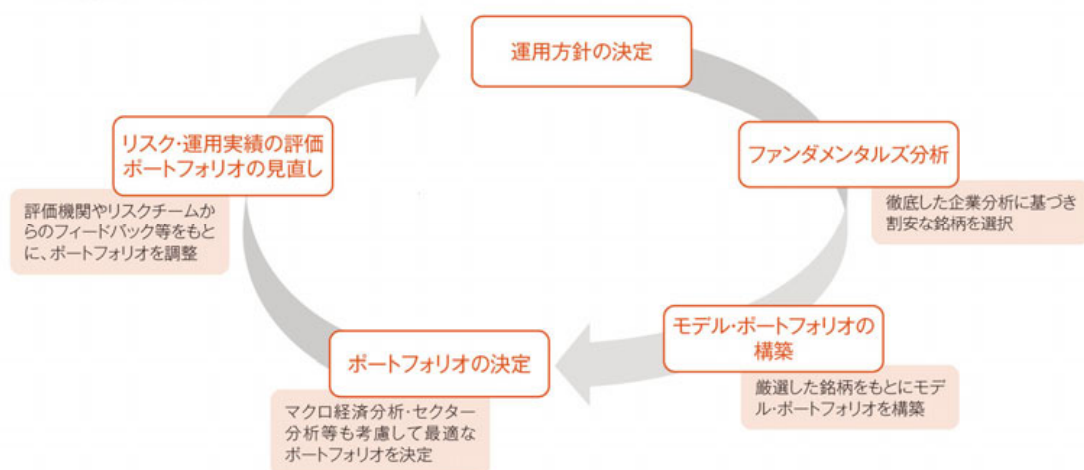 運用方針の決定
ファンダメンタルズ分析
徹底した企業分析に基づき
割安な銘柄を選択
モデル・ポートフォリオの
構築
厳選した銘柄をもとにモデ
ル・ポートフォリオを構築
ポートフォリオの決定
マクロ経済分析・セクター
分析等も考慮して最適な
ポートフォリオを決定
リスク・運用実績の評価
ポートフォリオの見直し
評価機関やリスクチームか
らのフィードバック等をもと
に、ポートフォリオを調整